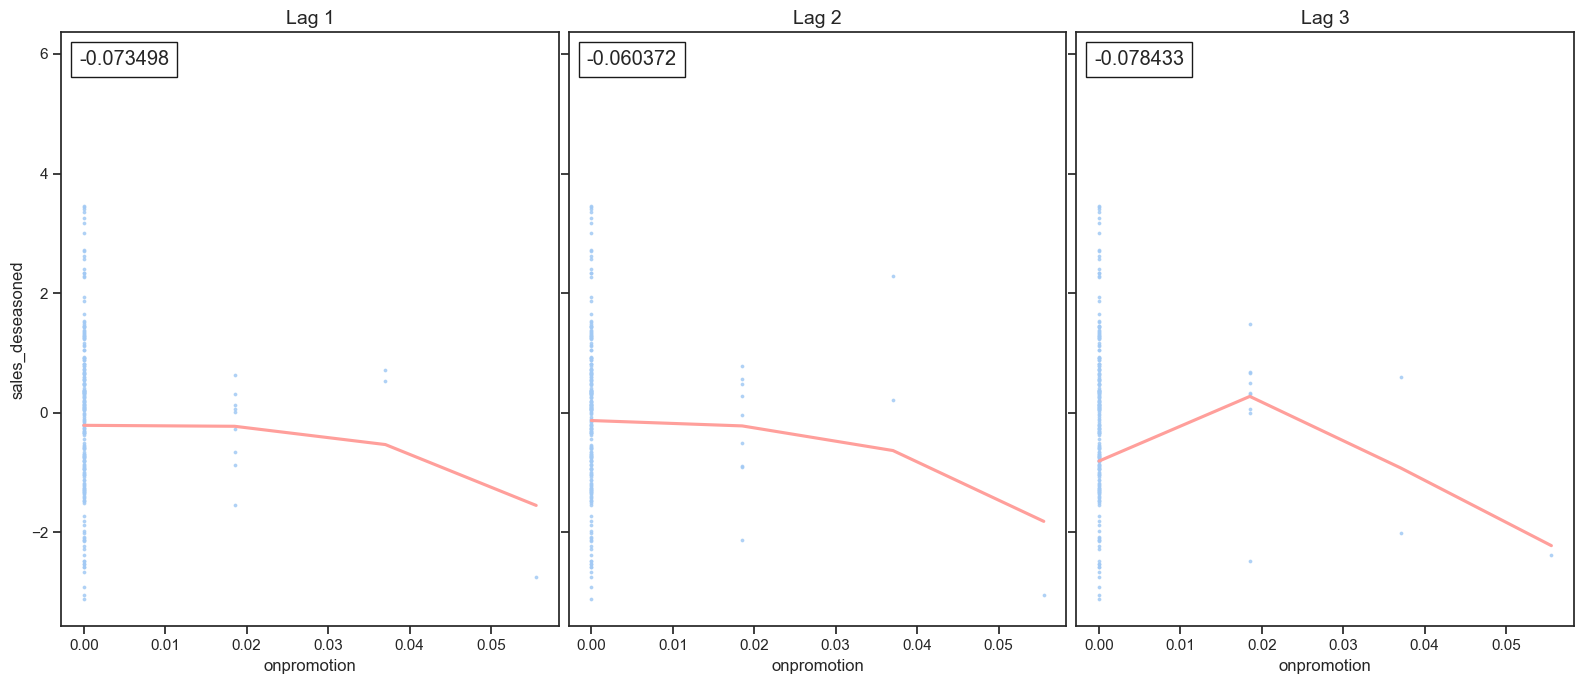 Lag 1
Lag 2
Lag 3
-0.073498
-0.060372
-0.078433
6
4
2
0
−2
sales_deseasoned
0.00 0.01 0.02 0.03 0.04 0.05
0.00 0.01 0.02 0.03 0.04 0.05
0.00 0.01 0.02 0.03 0.04 0.05
onpromotion
onpromotion
onpromotion